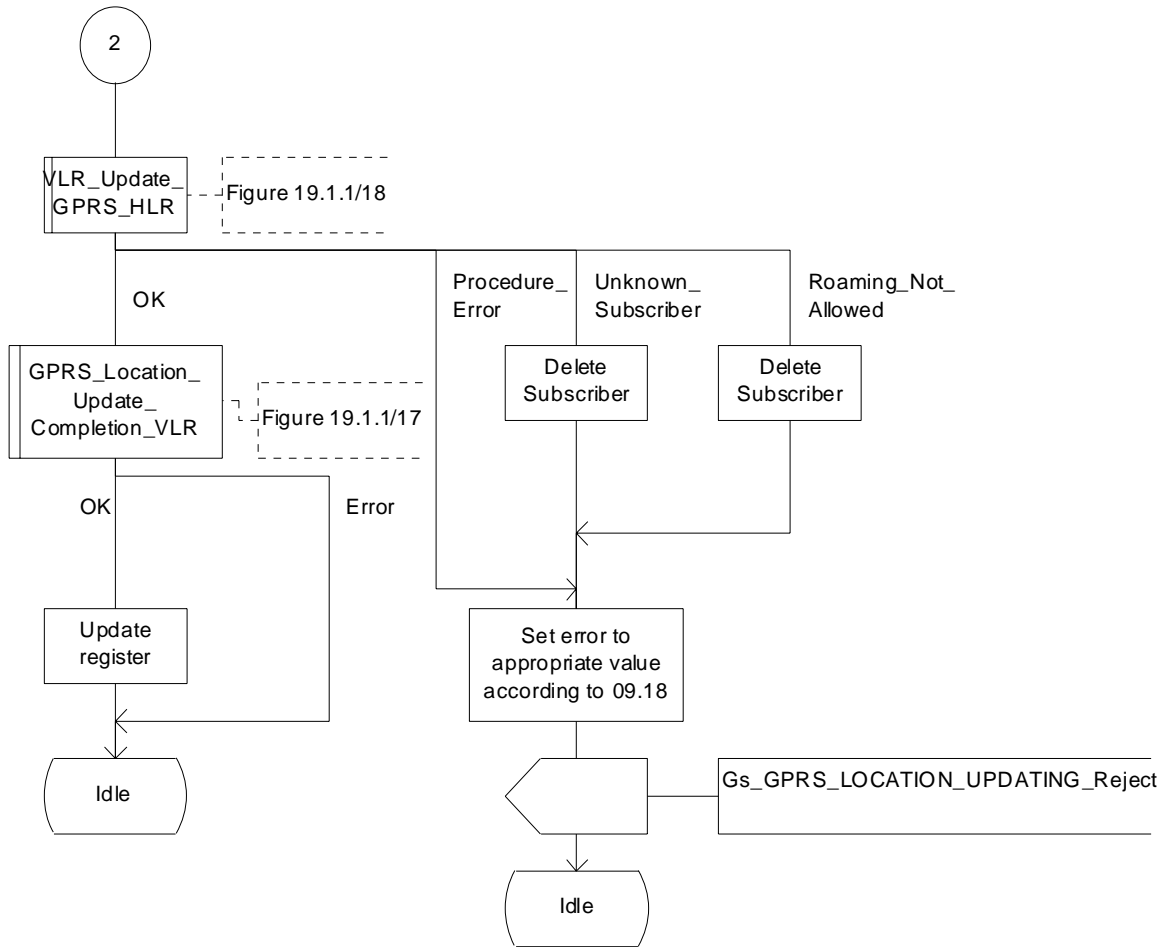 2
VLR_Update_
GPRS_HLR
Figure 19.1.1/18
OK
Procedure_
Error
Unknown_
Subscriber
Roaming_Not_
Allowed
GPRS_Location_
Update_
Completion_VLR
Figure 19.1.1/17
Delete
Subscriber
Delete
Subscriber
OK
Error
Update
register
Set error to
appropriate value
according to 09.18
Idle
Gs_GPRS_LOCATION_UPDATING_Reject
Idle